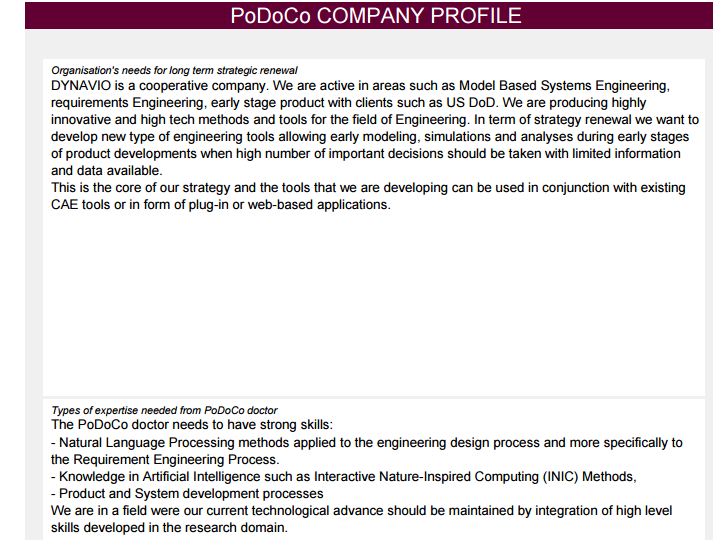 PoDoCo COMPANY PROFILE
Organisation's needs for long term strategic renewal
DYNAVIO is a cooperative company. We are active in areas such as Model Based Systems Engineering,
requirements Engineering, early stage product with clients such as US DoD. We are producing highly
innovative and high tech methods and tools for the field of Engineering. In term of strategy renewal we want to
develop new type of engineering tools allowing early modeling, simulations and analyses during early stages
of product developments when high number of important decisions should be taken with limited information
and data available.
This is the core of our strategy and the tools that we are developing can be used in conjunction with existing
CAE tools or in form of plug-in or web-based applications.
Types of expertise needed from PoDoCo doctor
The PoDoCo doctor needs to have strong skills:
- Natural Language Processing methods applied to the engineering design process and more specifically to
the Requirement Engineering Process.
- Knowledge in Artificial Intelligence such as Interactive Nature-Inspired Computing (INIC) Methods,
- Product and System development processes
We are in a field were our current technological advance should be maintained by integration of high level
skills developed in the research domain.